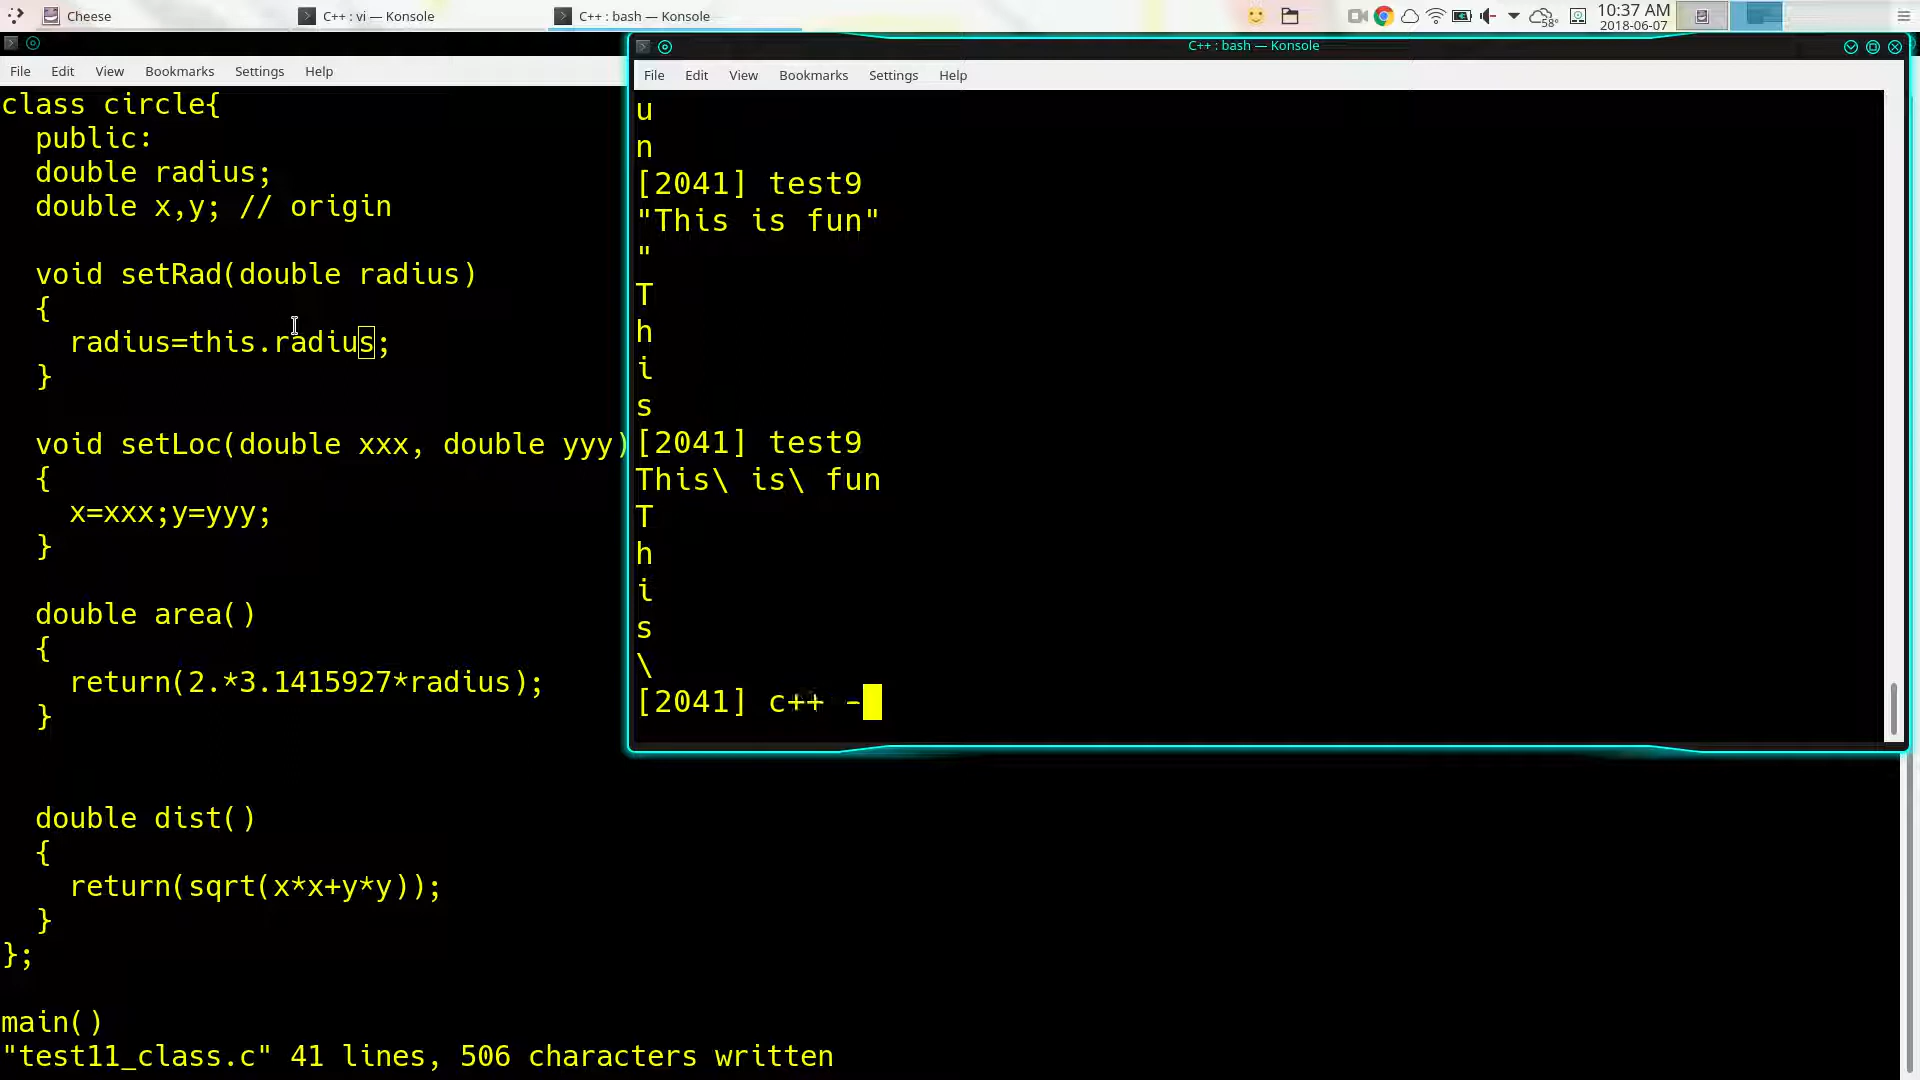 Cheese
C++ : vi — Konsole
C++ : bash — Konsole
58°
10:37 AM
2018-06-07
File Edit View Bookmarks Settings Help
class circle{
public:
double radius;
double x,y; // origin
void setRad(double radius)
{
radius=this.radius;
}
void setLoc(double xxx, double yyy)
{
x=xxx;y=yyy;
}
double area()
{
return(2.*3.1415927*radius);
}
double dist()
{
return(sqrt(x*x+y*y));
}
};
main()
"test11_class.c" 41 lines, 506 characters written
C++ : bash — Konsole
File Edit View Bookmarks Settings Help
u
n
[2041] test9
"This is fun"
"
T
h
i
s
[2041] test9
This\ is\ fun
T
h
i
s
\
[2041] c++ -